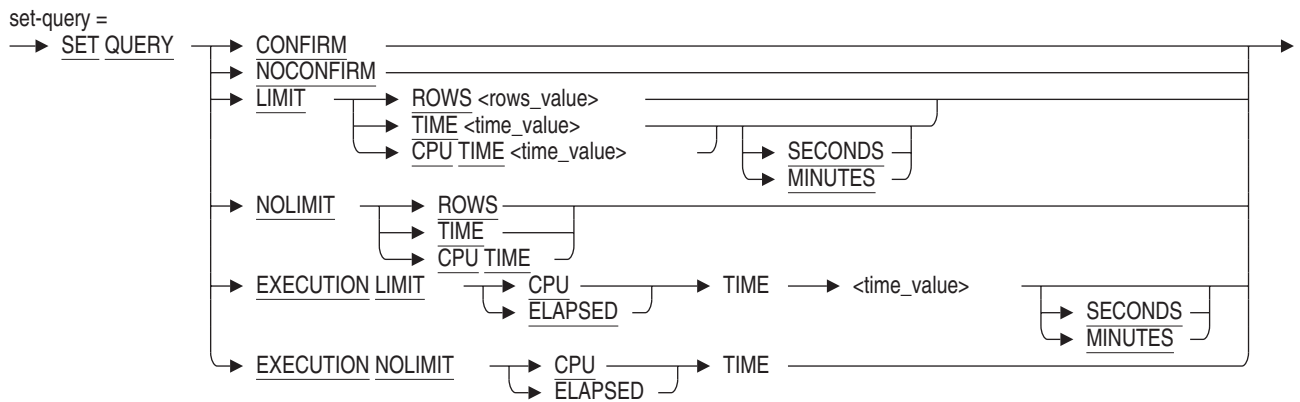 set-query =
SET QUERY CONFIRM
NOCONFIRM
LIMIT ROWS <rows_value>
TIME <time_value>
CPU TIME <time_value> SECONDS
MINUTES
NOLIMIT ROWS
TIME
CPU TIME
EXECUTION LIMIT CPU TIME <time_value>
ELAPSED SECONDS
MINUTES
EXECUTION NOLIMIT CPU TIME
ELAPSED